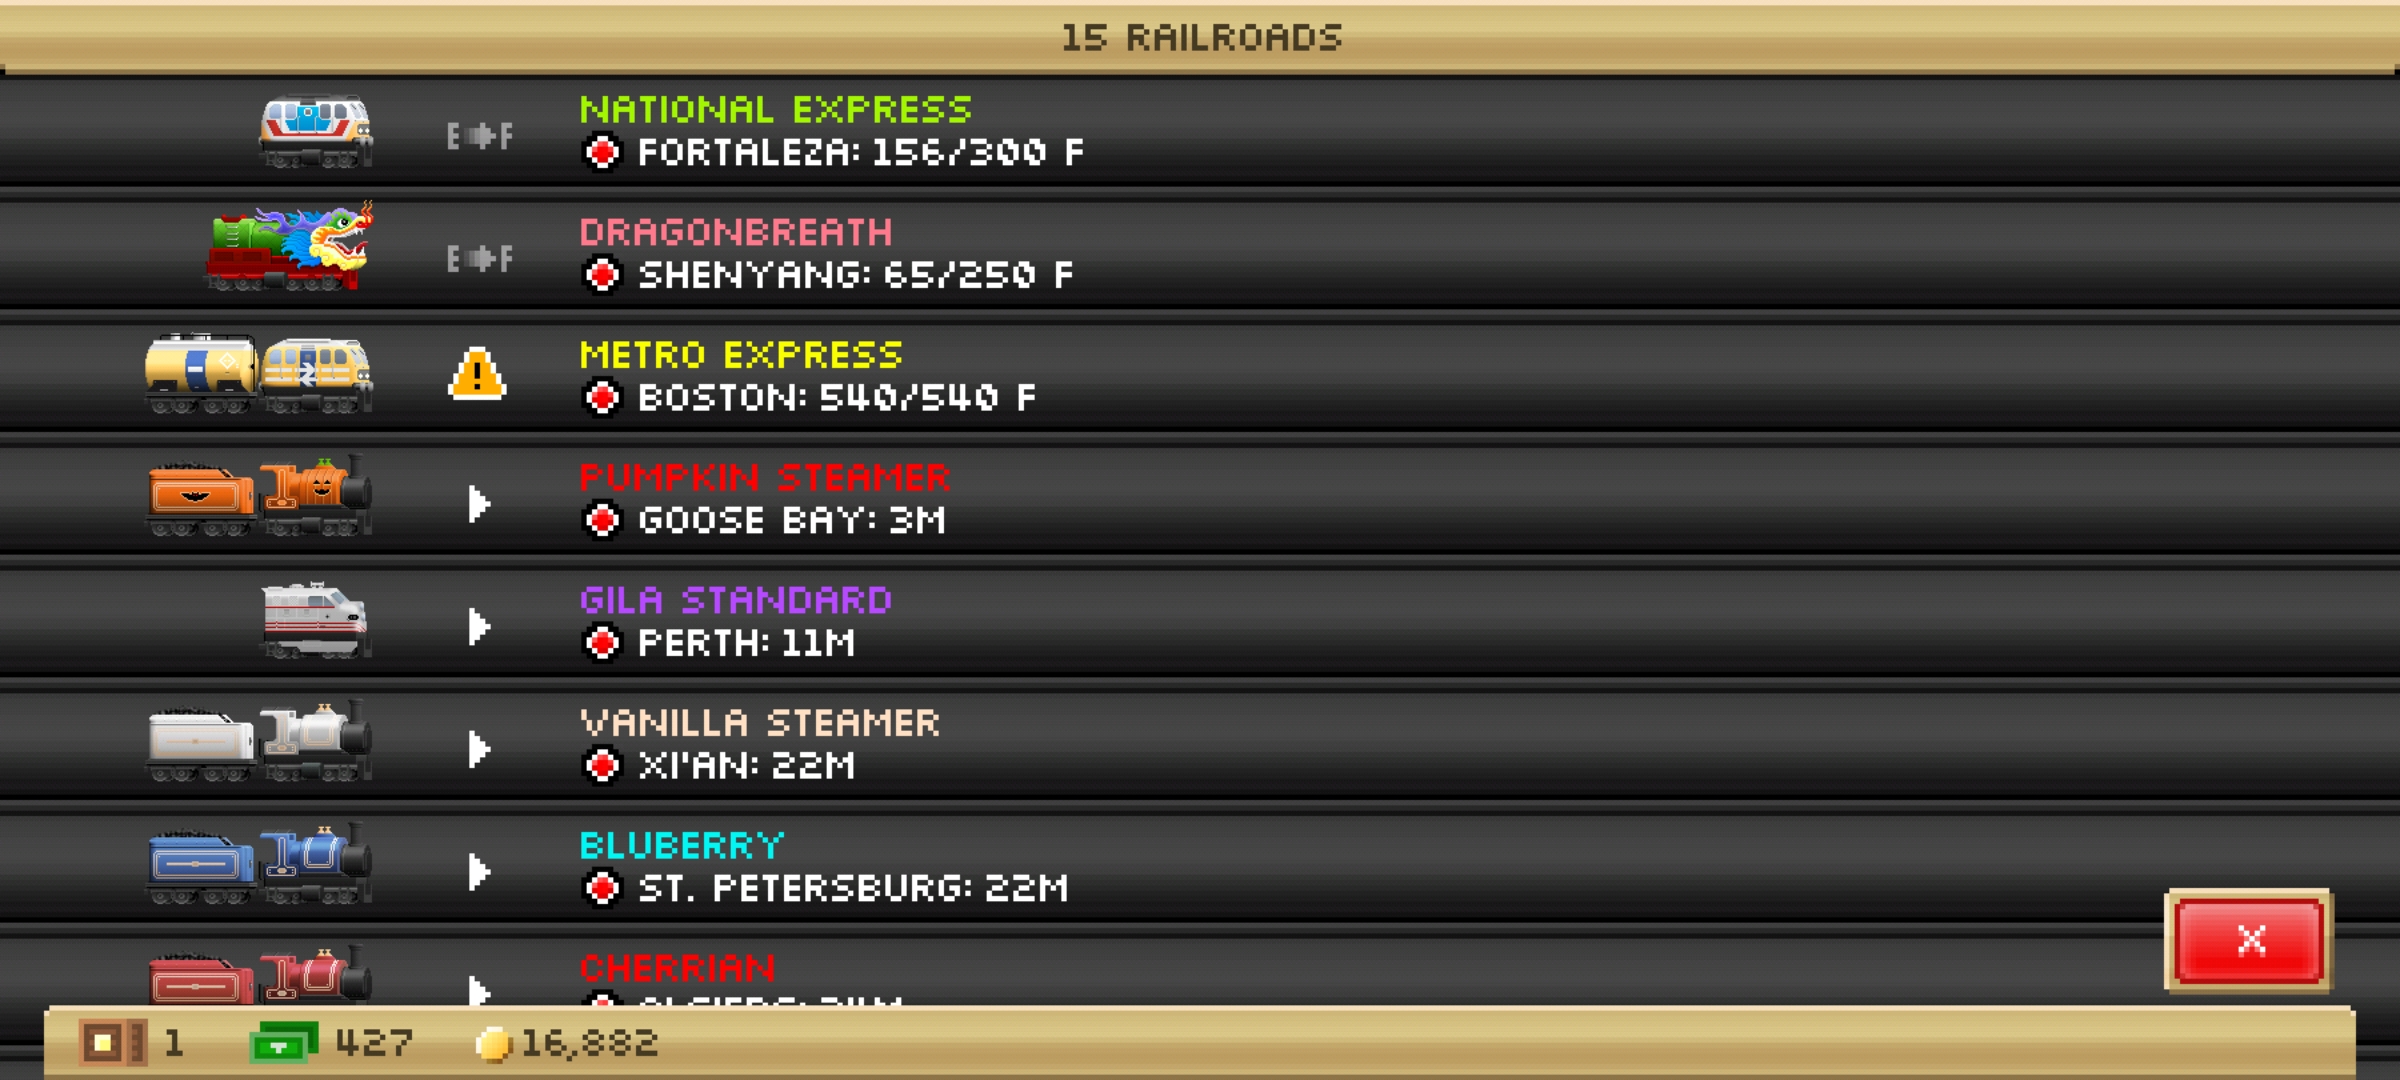 15 RAILROADS
E F
NATIONAL EXPRESS
FORTALEZA: 156/300 F
E F
DRAGONBREATH
SHENYANG: 65/250 F
!
METRO EXPRESS
BOSTON: 540/540 F
PUMPKIN STEAMER
GOOSE BAY: 3M
GILA STANDARD
PERTH: 11M
VANILLA STEAMER
XI'AN: 22M
BLUBERRY
ST. PETERSBURG: 22M
CHERRIAN
X
1 427 16,882